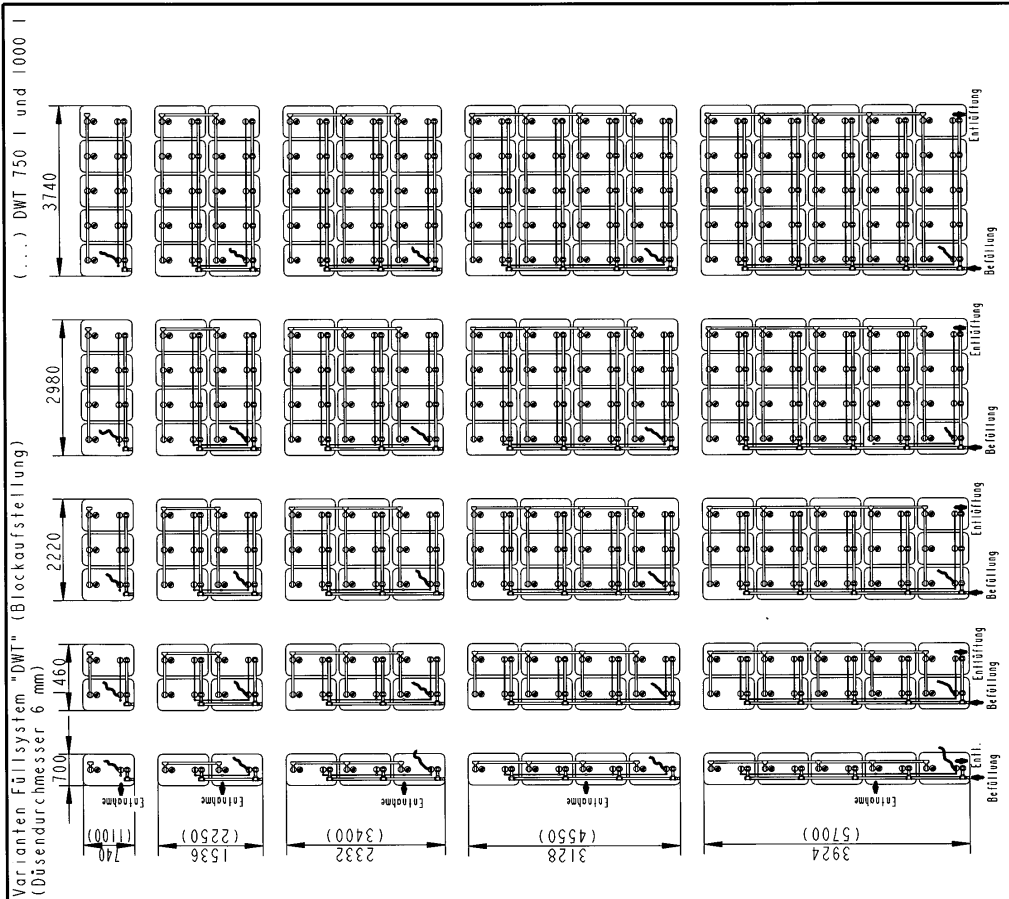 Varianten Füllsystem "DWT" (Blockaufstellung) (...) DWT 750 l und 1000 l
(Düsendurchmesser 6 mm)
700
1460
2220
2980
3740
740
(1100)
Entnahme
1536
(2250)
Entnahme
2332
(3400)
Entnahme
3128
(4550)
Entnahme
3924
(5700)
Entnahme
Befüllung
Entl.
Befüllung
Entlüftung
Befüllung
Entlüftung
Befüllung
Entlüftung
Befüllung
Entlüftung